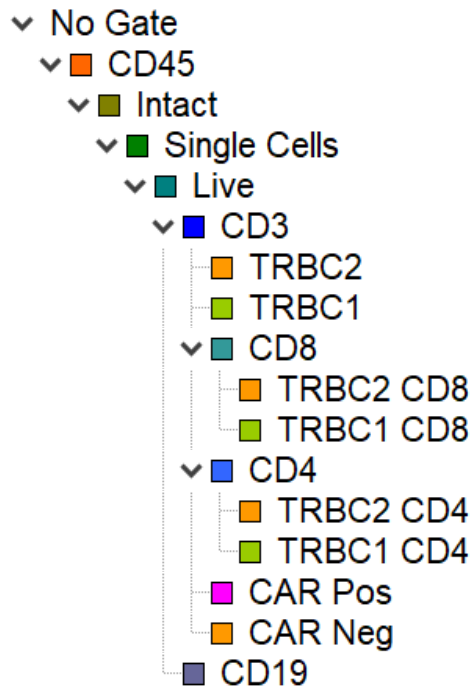 No Gate
CD45
Intact
Single Cells
Live
CD3
TRBC2
TRBC1
CD8
TRBC2 CD8
TRBC1 CD8
CD4
TRBC2 CD4
TRBC1 CD4
CAR Pos
CAR Neg
CD19